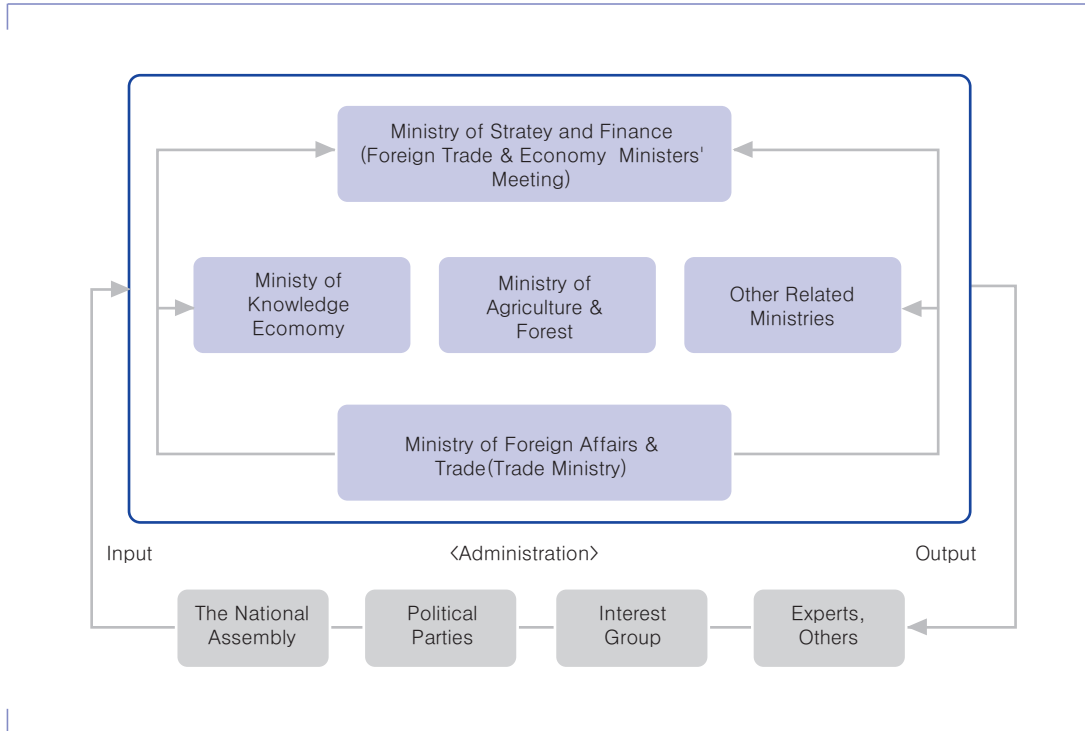 Ministry of Stratey and Finance
(Foreign Trade & Economy Ministers'
Meeting)
Ministy of
Knowledge
Ecomomy
Ministry of
Agriculture &
Forest
Other Related
Ministries
Ministry of Foreign Affairs &
Trade(Trade Ministry)
Input
<Administration>
Output
The National
Assembly
Political
Parties
Interest
Group
Experts,
Others